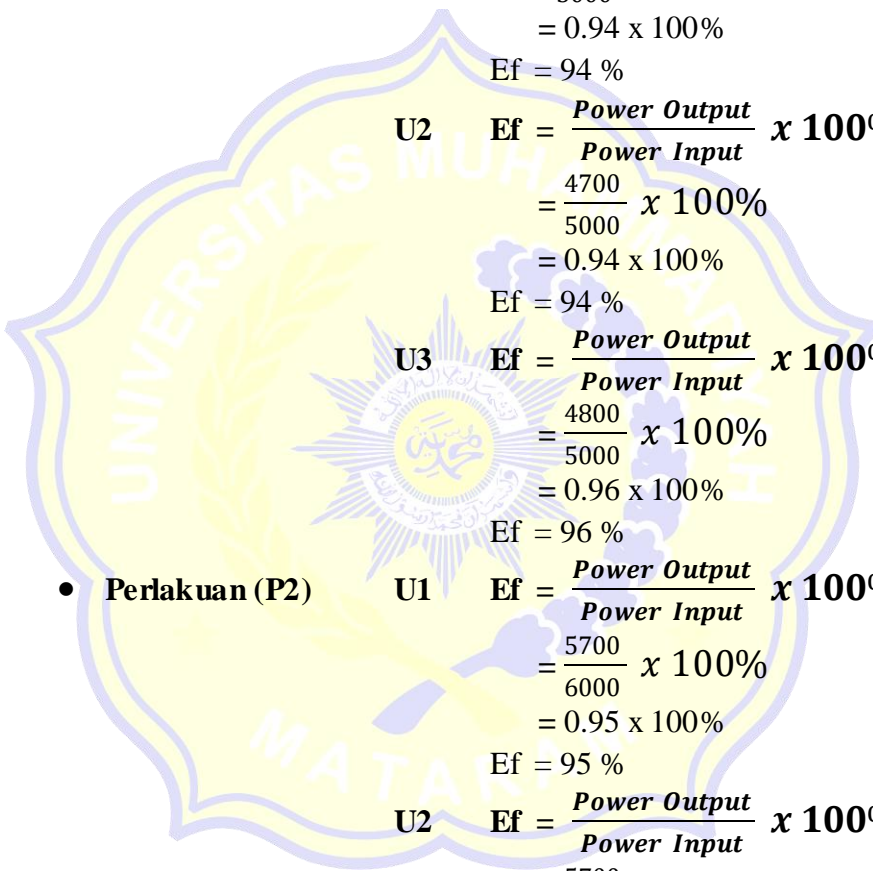 = 0.94 x 100%
Ef = 94 %
U2 Ef = Power Output / Power Input x 100
= 4700 / 5000 x 100%
= 0.94 x 100%
Ef = 94 %
U3 Ef = Power Output / Power Input x 100
= 4800 / 5000 x 100%
= 0.96 x 100%
Ef = 96 %
• Perlakuan (P2) U1 Ef = Power Output / Power Input x 100
= 5700 / 6000 x 100%
= 0.95 x 100%
Ef = 95 %
U2 Ef = Power Output / Power Input x 100
UNIVERSITAS MUHAMMADIYAH
MATARAM